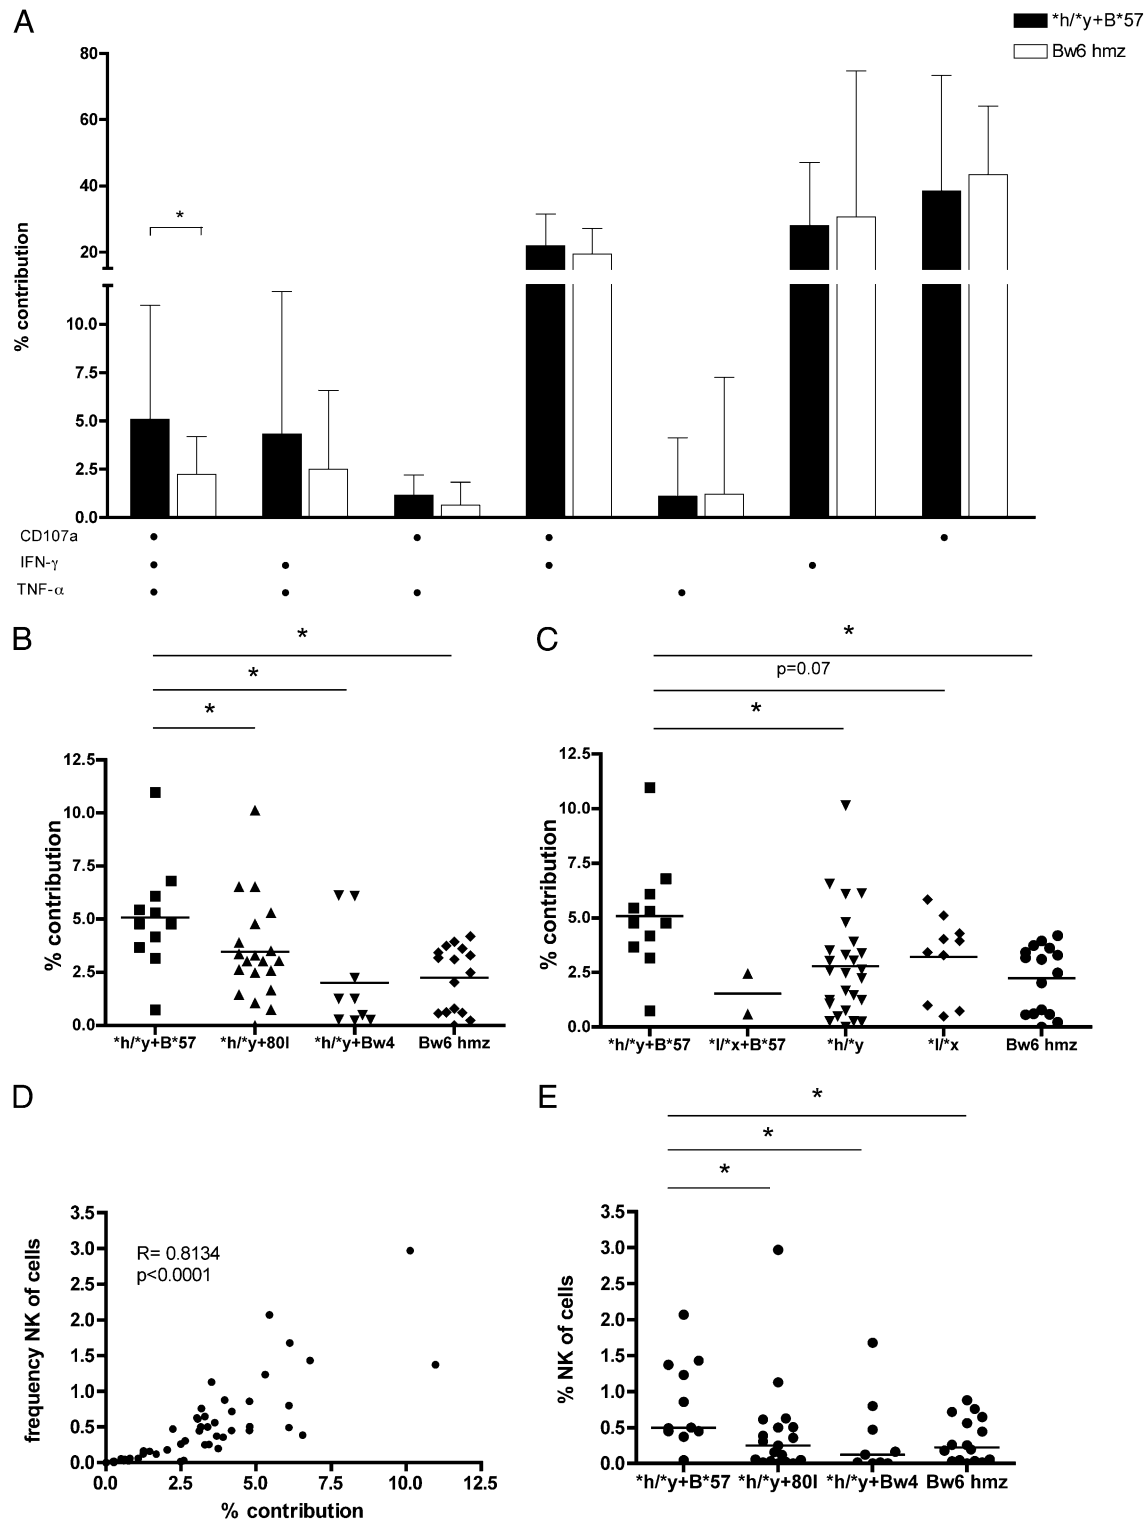 A
*h/*y+B*57
Bw6 hmz
80
60
40
20
10.0
7.5
5.0
2.5
0.0
% contribution
*
CD107a
IFN-γ
TNF-α
B
*
*
*
12.5
10.0
7.5
5.0
2.5
0.0
% contribution
*h/*y+B*57 *h/*y+80I *h/*y+Bw4 Bw6 hmz
C
*
p=0.07
*
12.5
10.0
7.5
5.0
2.5
0.0
% contribution
*h/*y+B*57 *l/*x+B*57 *h/*y *l/*x Bw6 hmz
D
3.5
3.0
2.5
2.0
1.5
1.0
0.5
0.0
frequency NK of cells
R= 0.8134
p<0.0001
0.0 2.5 5.0 7.5 10.0 12.5
% contribution
E
*
*
*
3.5
3.0
2.5
2.0
1.5
1.0
0.5
0.0
% NK of cells
*h/*y+B*57 *h/*y+80I *h/*y+Bw4 Bw6 hmz